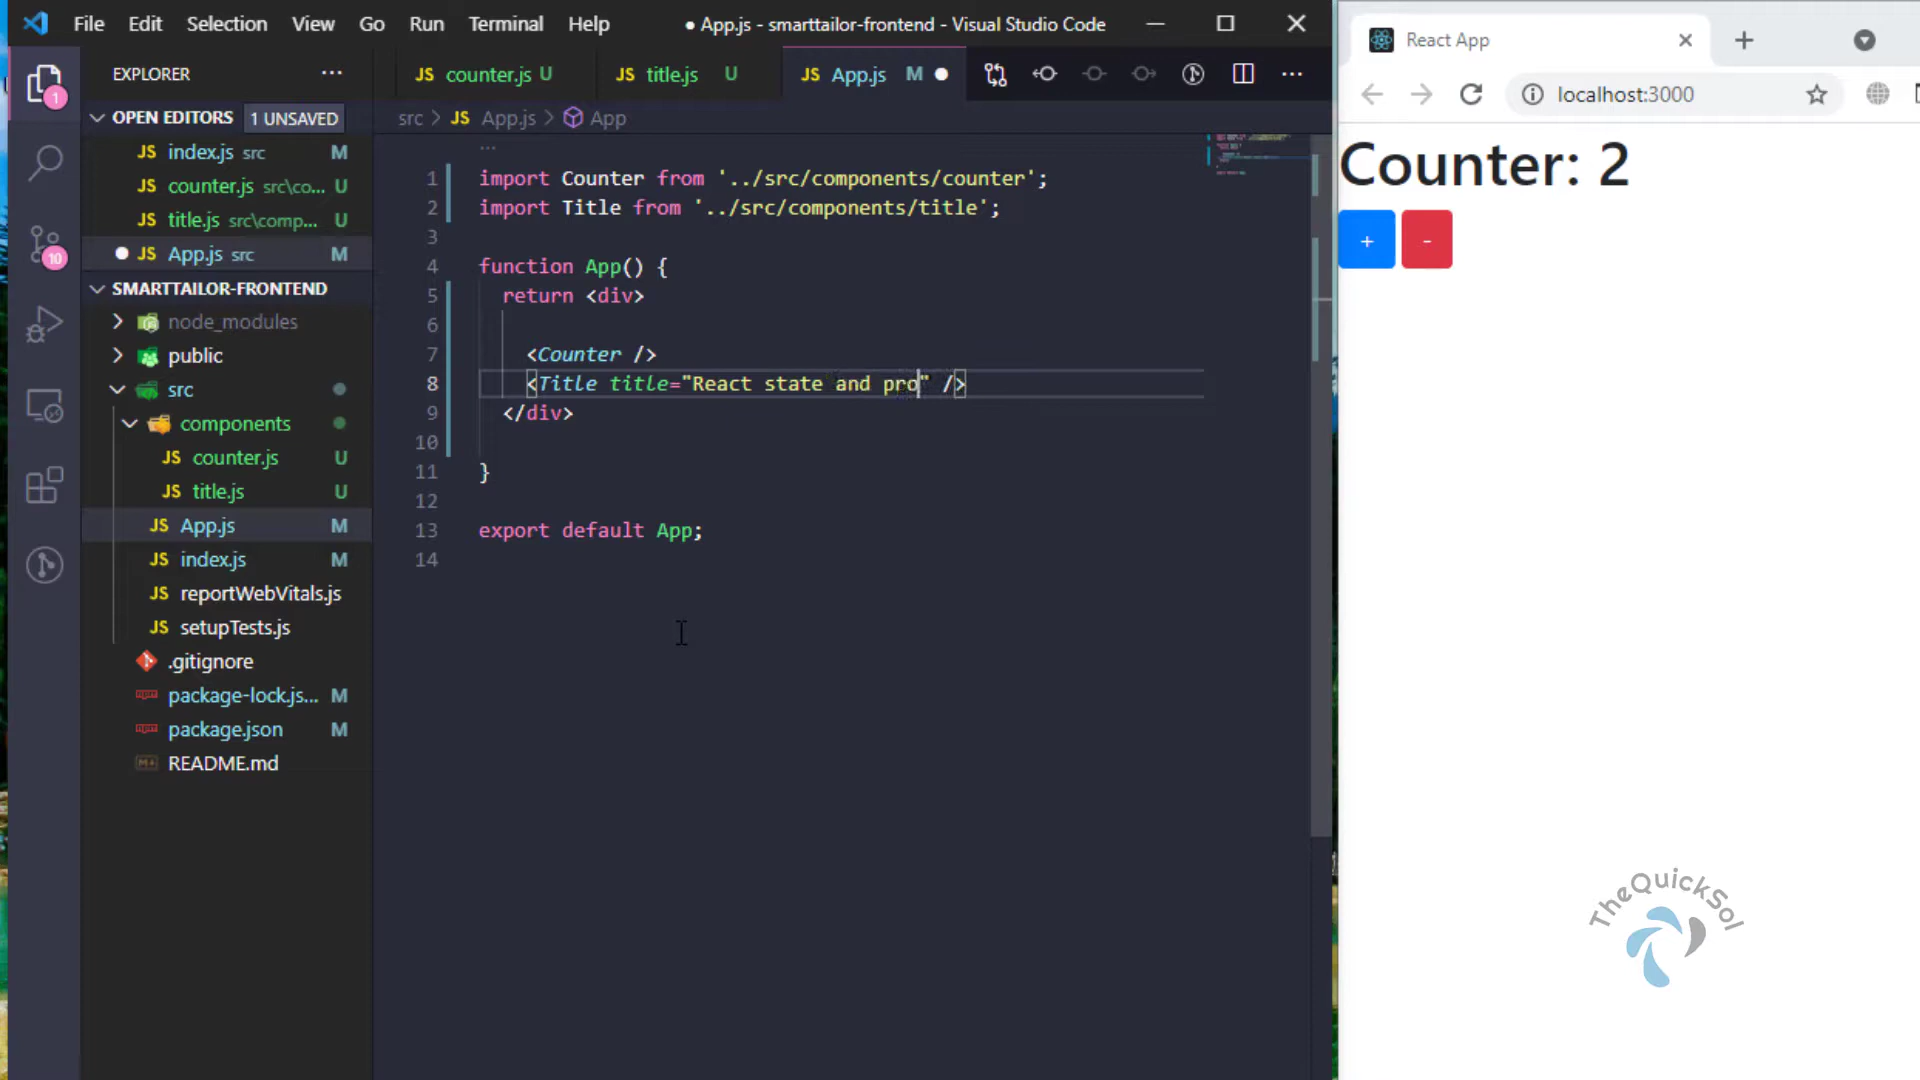 File Edit Selection View Go Run Terminal Help
● App.js - smarttailor-frontend - Visual Studio Code
EXPLORER
OPEN EDITORS 1 UNSAVED
JS index.js src M
JS counter.js src\co... U
JS title.js src\comp... U
JS App.js src M
SMARTTAILOR-FRONTEND
node_modules
public
src
components
JS counter.js U
JS title.js U
JS App.js M
JS index.js M
JS reportWebVitals.js
JS setupTests.js
.gitignore
package-lock.js... M
package.json M
README.md
1
10
JS counter.js U
JS title.js U
JS App.js M
src > JS App.js > App
1 import Counter from '../src/components/counter';
2 import Title from '../src/components/title';
3
4 function App() {
5 return <div>
6
7 <Counter />
8 <Title title="React state and pro" />
9 </div>
10
11 }
12
13 export default App;
14
React App
localhost:3000
Counter: 2
+ -
TheQuickSol